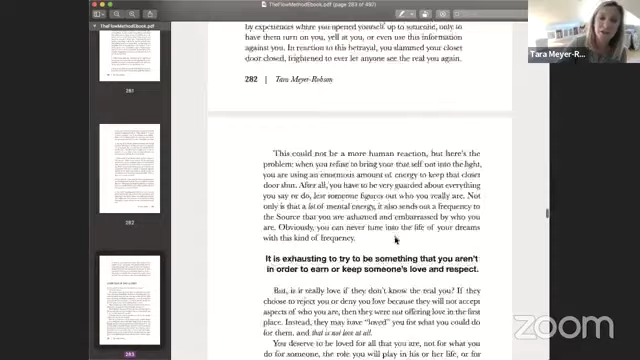 TheFlowMethodEbook.pdf
TheFlowMethodEbook.pdf (page 283 of 497)
by experiences where you opened yourself up to someone, only to
have them turn on you, yell at you, or even use this information
against you. In reaction to this betrayal, you slammed your closet
door closed, frightened to ever let anyone see the real you again.
282 | Tara Meyer-Robson
This could not be a more human reaction, but here's the
problem: when you refuse to bring your true self out into the light,
you are using an enormous amount of energy to keep that closet
door shut. After all, you have to be very guarded about everything
you say or do, lest someone figures out who you really are. Not
only is that a lot of mental energy, it also sends out a frequency to
the Source that you are ashamed and embarrassed by who you
are. Obviously, you can never tune into the life of your dreams
with this kind of frequency.
It is exhausting to try to be something that you aren't
in order to earn or keep someone's love and respect.
But, is it really love if they don't know the real you? If they
choose to reject you or deny you love because they will not accept
aspects of who you are, then they were not offering love in the first
place. Instead, they may have "loved" you for what you could do
for them, and that is not love at all.
You deserve to be loved for all that you are, not for what you
do for someone, the role you will play in his or her life, or for
281
282
283
Tara Meyer-R...
zoom